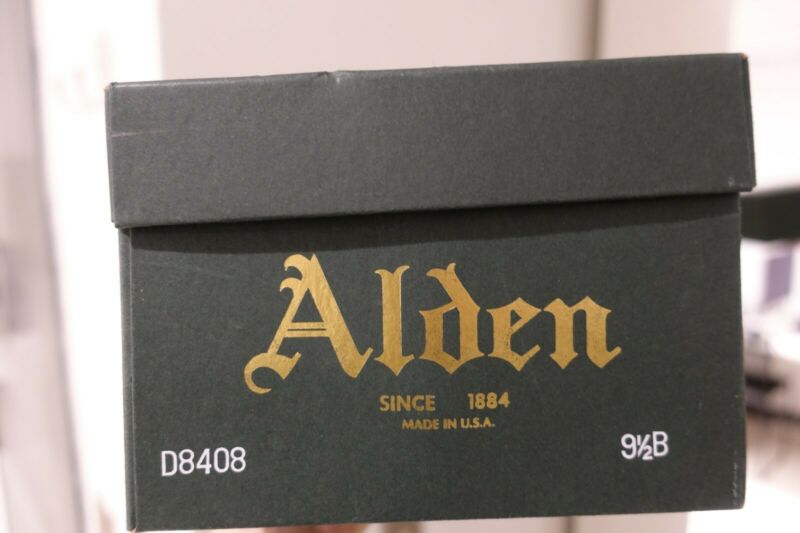 Alden
SINCE 1884
MADE IN U.S.A.
D8408
9½B